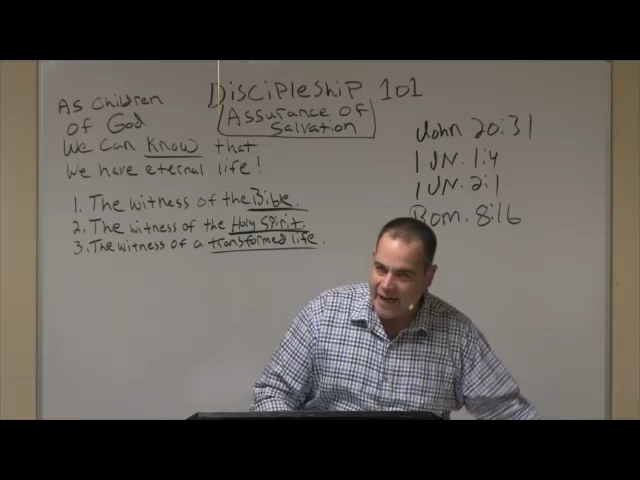 Discipleship 101
Assurance of
Salvation
As Children
of God
We Can Know that
We have eternal life!
1. The witness of the Bible.
2. The witness of the Holy Spirit.
3. The witness of a transformed life.
John 20:31
1 JN. 1:4
1 JN. 2:1
Rom. 8:16